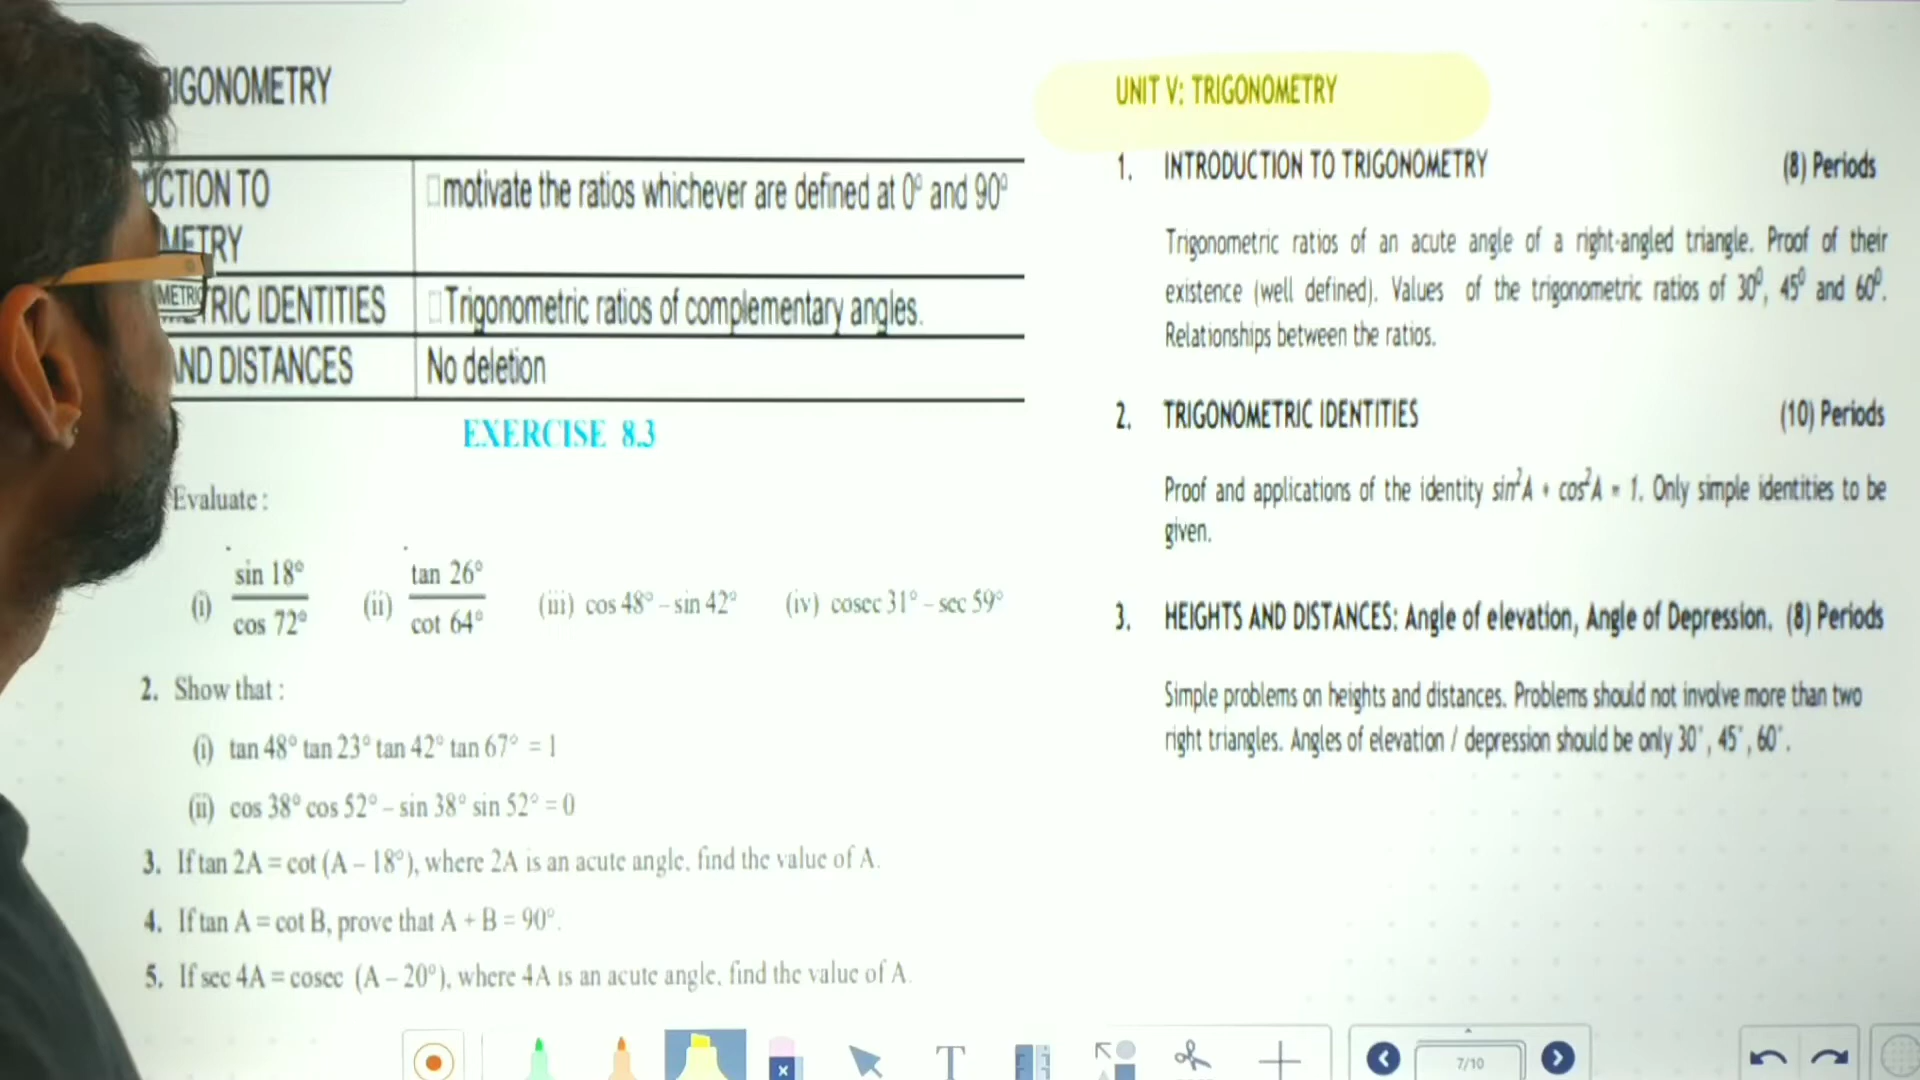 RIGONOMETRY
UCTION TO
METRY
□motivate the ratios whichever are defined at 0⁰ and 90⁰
METRIC
TRIC IDENTITIES
□Trigonometric ratios of complementary angles.
AND DISTANCES
No deletion
EXERCISE 8.3
Evaluate :
(i) sin 18° / cos 72° (ii) tan 26° / cot 64° (iii) cos 48° – sin 42° (iv) cosec 31° – sec 59°
2. Show that :
(i) tan 48° tan 23° tan 42° tan 67° = 1
(ii) cos 38° cos 52° – sin 38° sin 52° = 0
3. If tan 2A = cot (A – 18°), where 2A is an acute angle, find the value of A.
4. If tan A = cot B, prove that A + B = 90°.
5. If sec 4A = cosec (A – 20°), where 4A is an acute angle, find the value of A.
UNIT V: TRIGONOMETRY
1. INTRODUCTION TO TRIGONOMETRY (8) Periods
Trigonometric ratios of an acute angle of a right-angled triangle. Proof of their
existence (well defined). Values of the trigonometric ratios of 30⁰, 45⁰ and 60⁰.
Relationships between the ratios.
2. TRIGONOMETRIC IDENTITIES (10) Periods
Proof and applications of the identity sin²A + cos²A = 1. Only simple identities to be
given.
3. HEIGHTS AND DISTANCES: Angle of elevation, Angle of Depression. (8) Periods
Simple problems on heights and distances. Problems should not involve more than two
right triangles. Angles of elevation / depression should be only 30°, 45°, 60°.
T
7/10